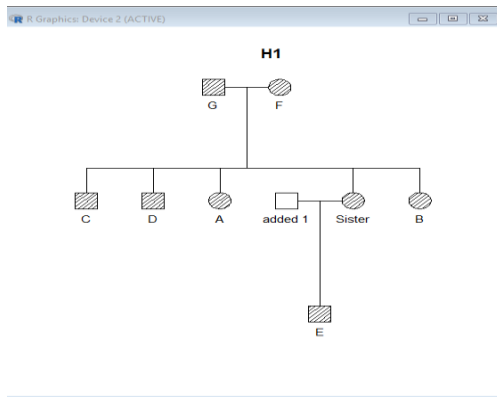 R Graphics: Device 2 (ACTIVE)
H1
G F
C D A added 1 Sister B
E